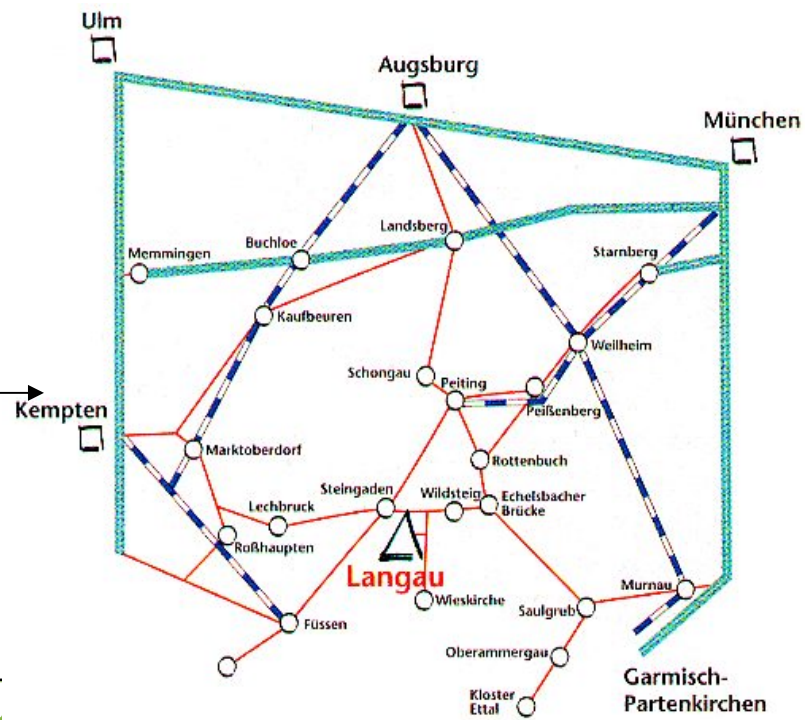 Ulm
Augsburg
München
Landsberg
Buchloe
Memmingen
Starnberg
Kaufbeuren
Weilheim
Schongau
Peiting
Kempten
Peißenberg
Marktoberdorf
Rottenbuch
Steingaden
Wildsteig
Echelsbacher
Brücke
Lechbruck
Roßhaupten
Langau
Murnau
Wieskirche
Saulgrub
Füssen
Oberammergau
Garmisch-
Partenkirchen
Kloster
Ettal